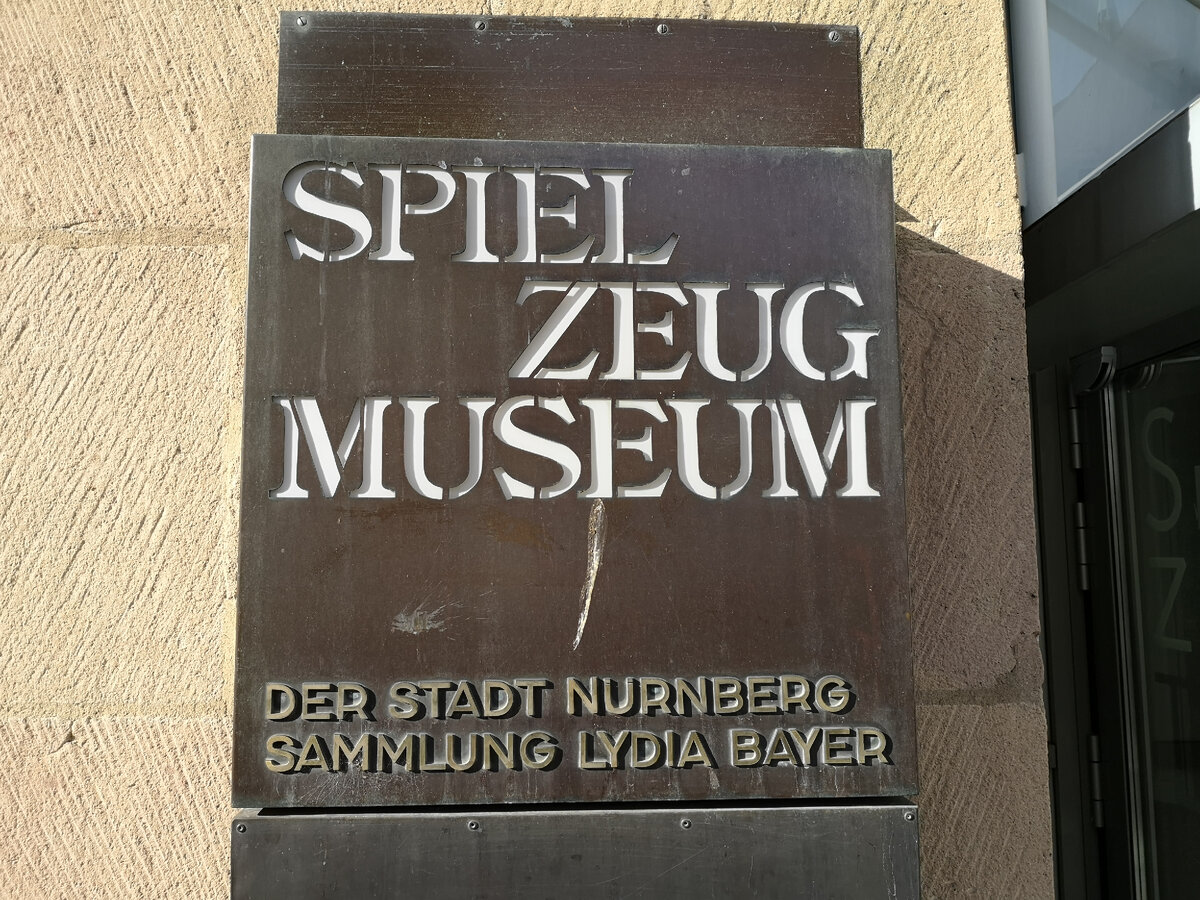 SPIEL
ZEUG
MUSEUM
DER STADT NURNBERG
SAMMLUNG LYDIA BAYER
S
Z